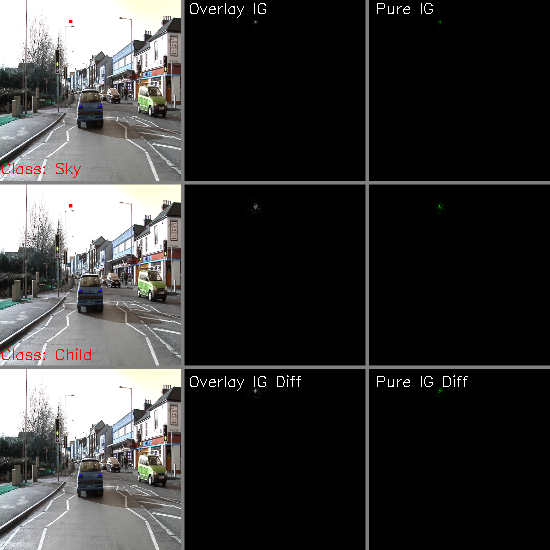 Overlay IG
Pure IG
Class: Sky
Class: Child
Overlay IG Diff
Pure IG Diff